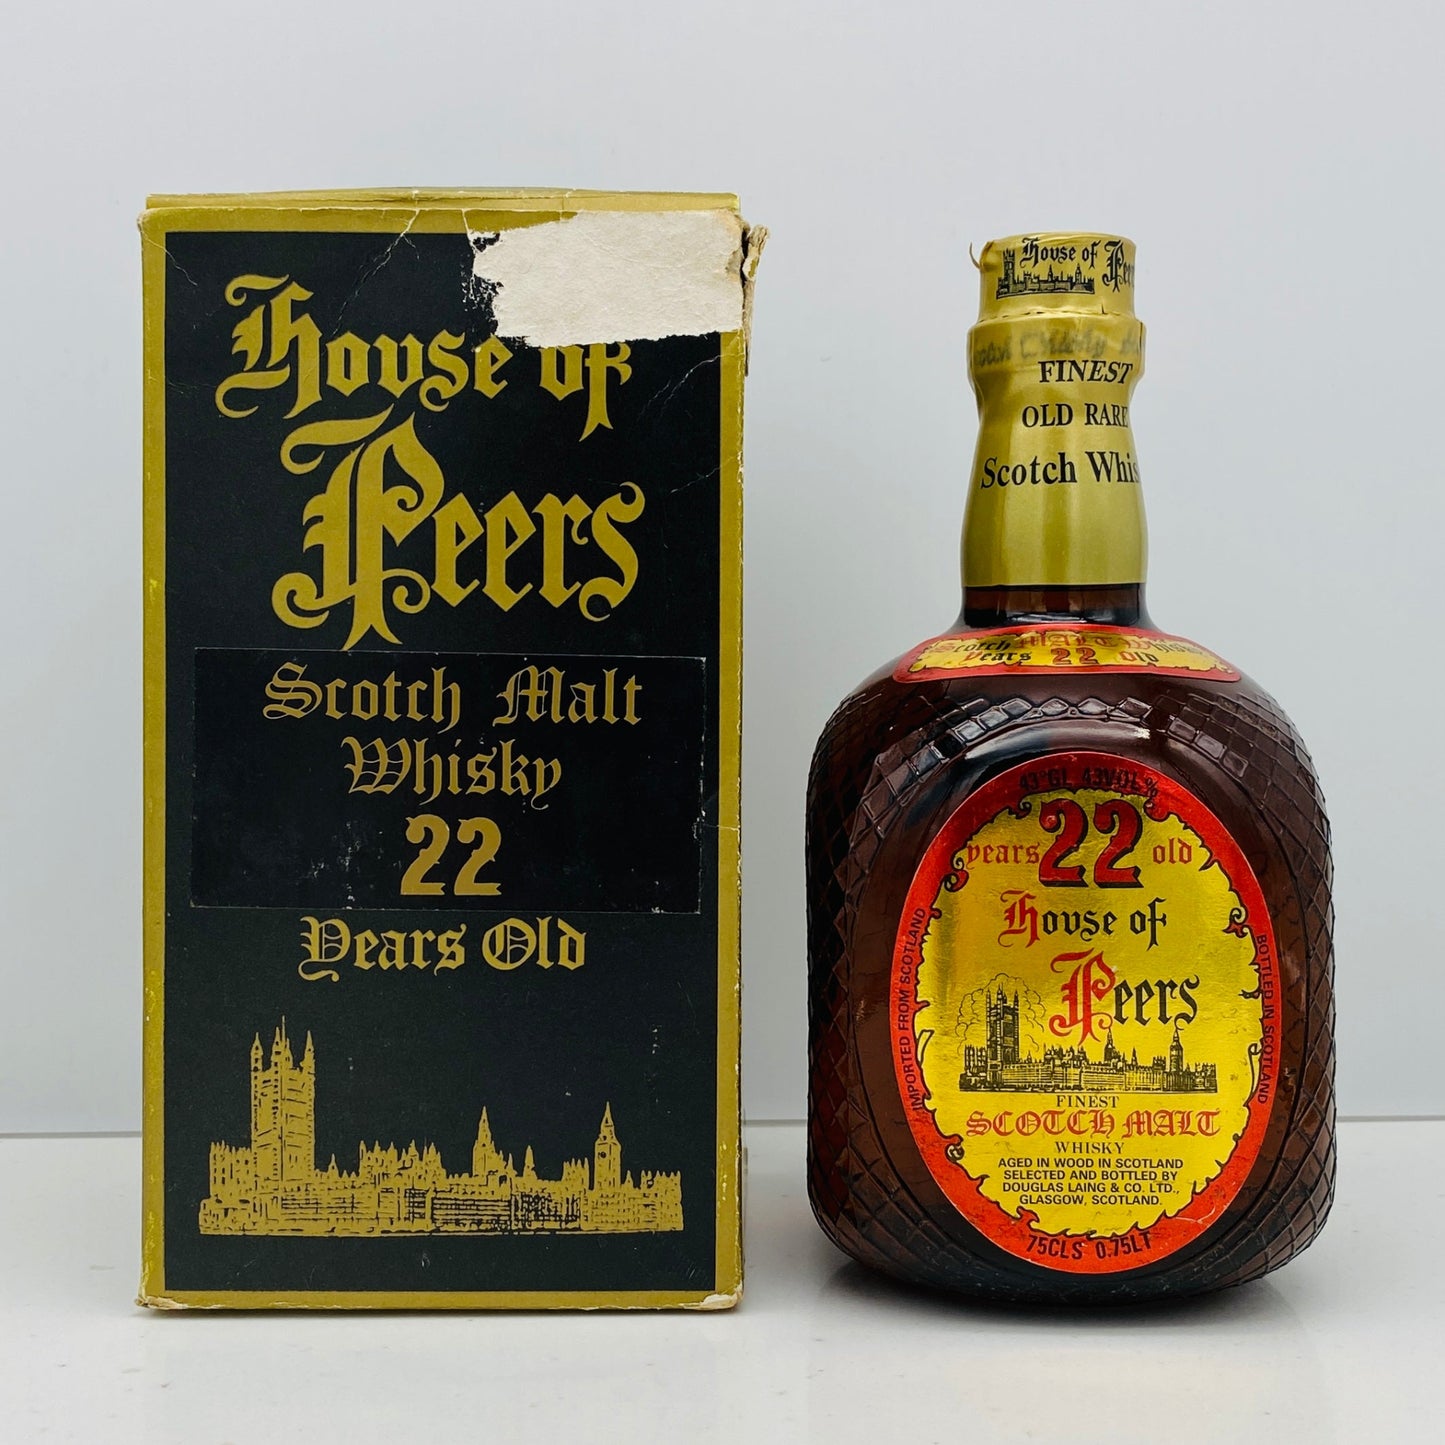 House of
Peers
Scotch Malt
Whisky
22
Years Old
House of
Peers
FINEST
OLD RARE
Scotch Whis
Scotch MALT Whisky
Years 22 Old
43°GL 43VOL%
years 22 old
House of
Peers
IMPORTED FROM SCOTLAND
BOTTLED IN SCOTLAND
FINEST
SCOTCH MALT
WHISKY
AGED IN WOOD IN SCOTLAND
SELECTED AND BOTTLED BY
DOUGLAS LAING & CO. LTD.,
GLASGOW, SCOTLAND.
75CLS 0.75LT